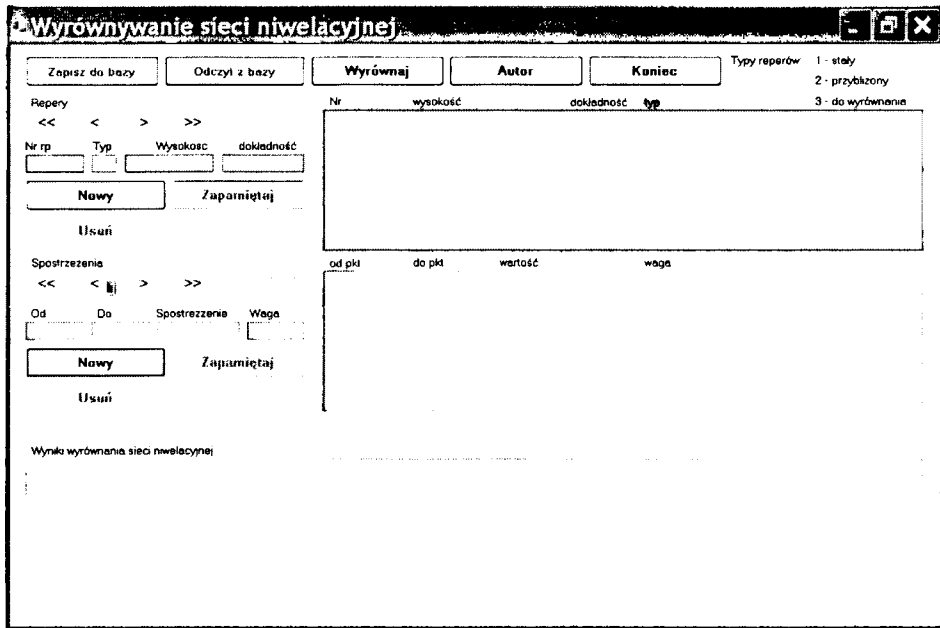 Wyrównywanie sieci niwelacyjnej
Zapisz do bazy Odczyt z bazy Wyrównaj Autor Koniec Typy reperów 1 - stały
2 - przybliżony
3 - do wyrównania
Repery
<< < > >>
Nr rp Typ Wysokosc dokładność
Nowy Zapamiętaj
Usuń
Nr wysokość dokładność typ
Spostrzezenia
<< < > >>
Od Do Spostrezzenie Waga
Nowy Zapamiętaj
Usuń
od pkt do pkt wartość waga
Wyniki wyrównania sieci niwelacyjnej